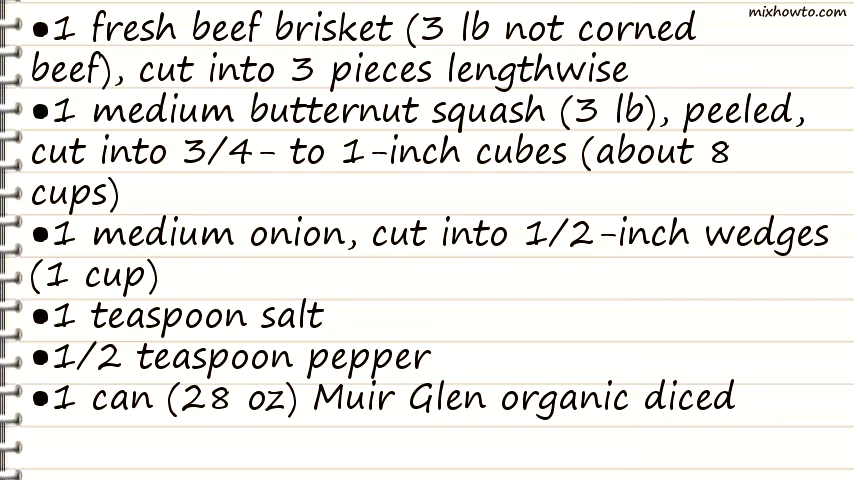 mixhowto.com
●1 fresh beef brisket (3 lb not corned
beef), cut into 3 pieces lengthwise
●1 medium butternut squash (3 lb), peeled,
cut into 3/4- to 1-inch cubes (about 8
cups)
●1 medium onion, cut into 1/2-inch wedges
(1 cup)
●1 teaspoon salt
●1/2 teaspoon pepper
●1 can (28 oz) Muir Glen organic diced